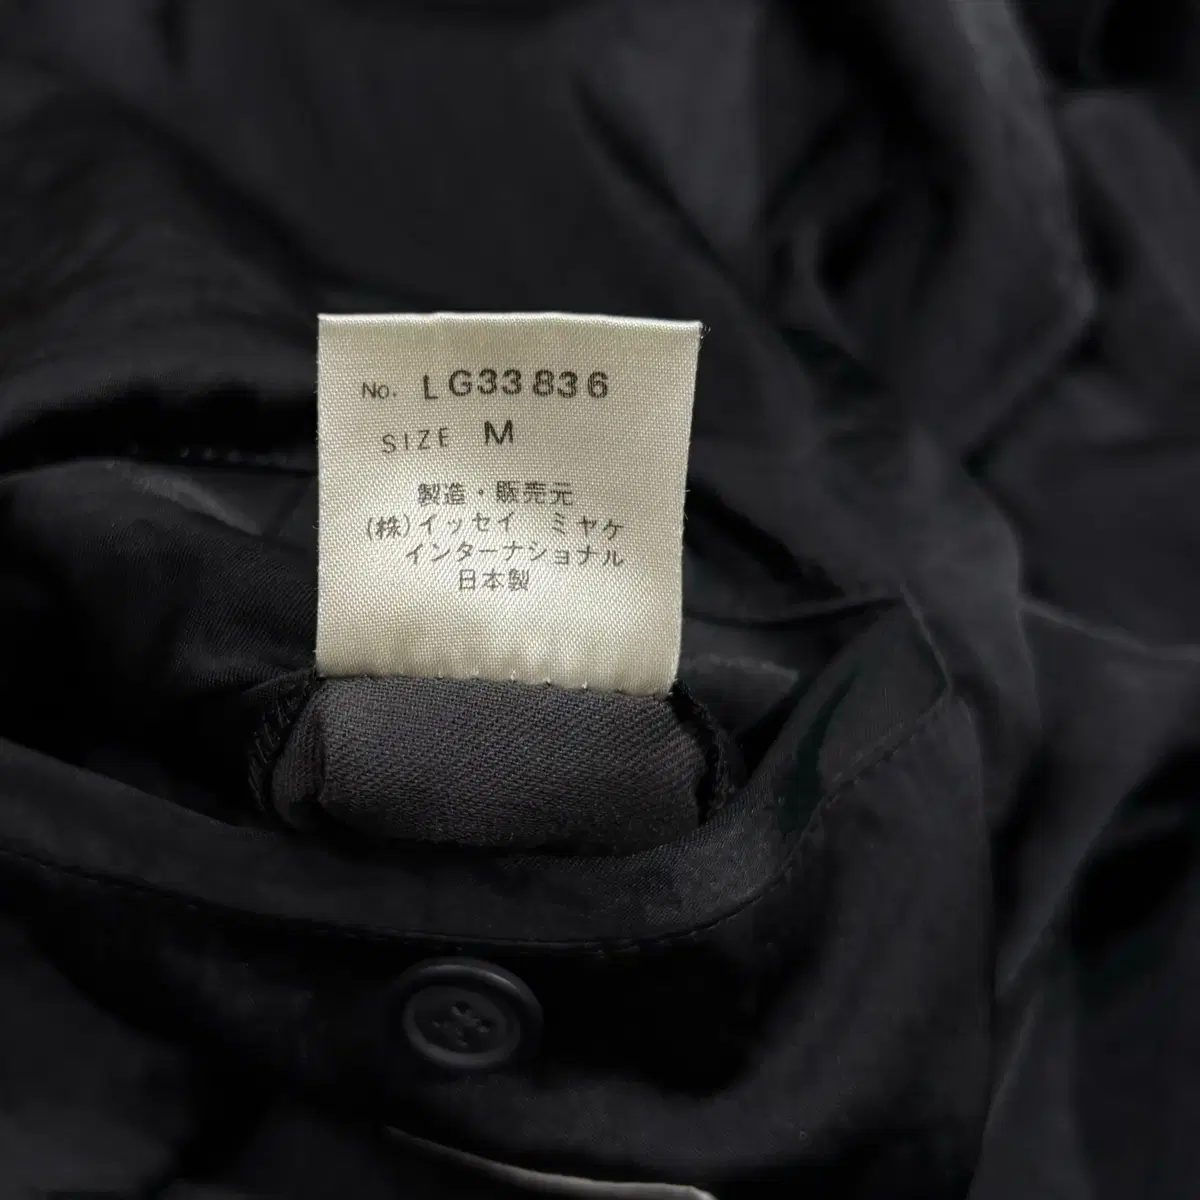 No. LG33836
SIZE M
製造・販売元
(株)イッセイ ミヤケ
インターナショナル
日本製